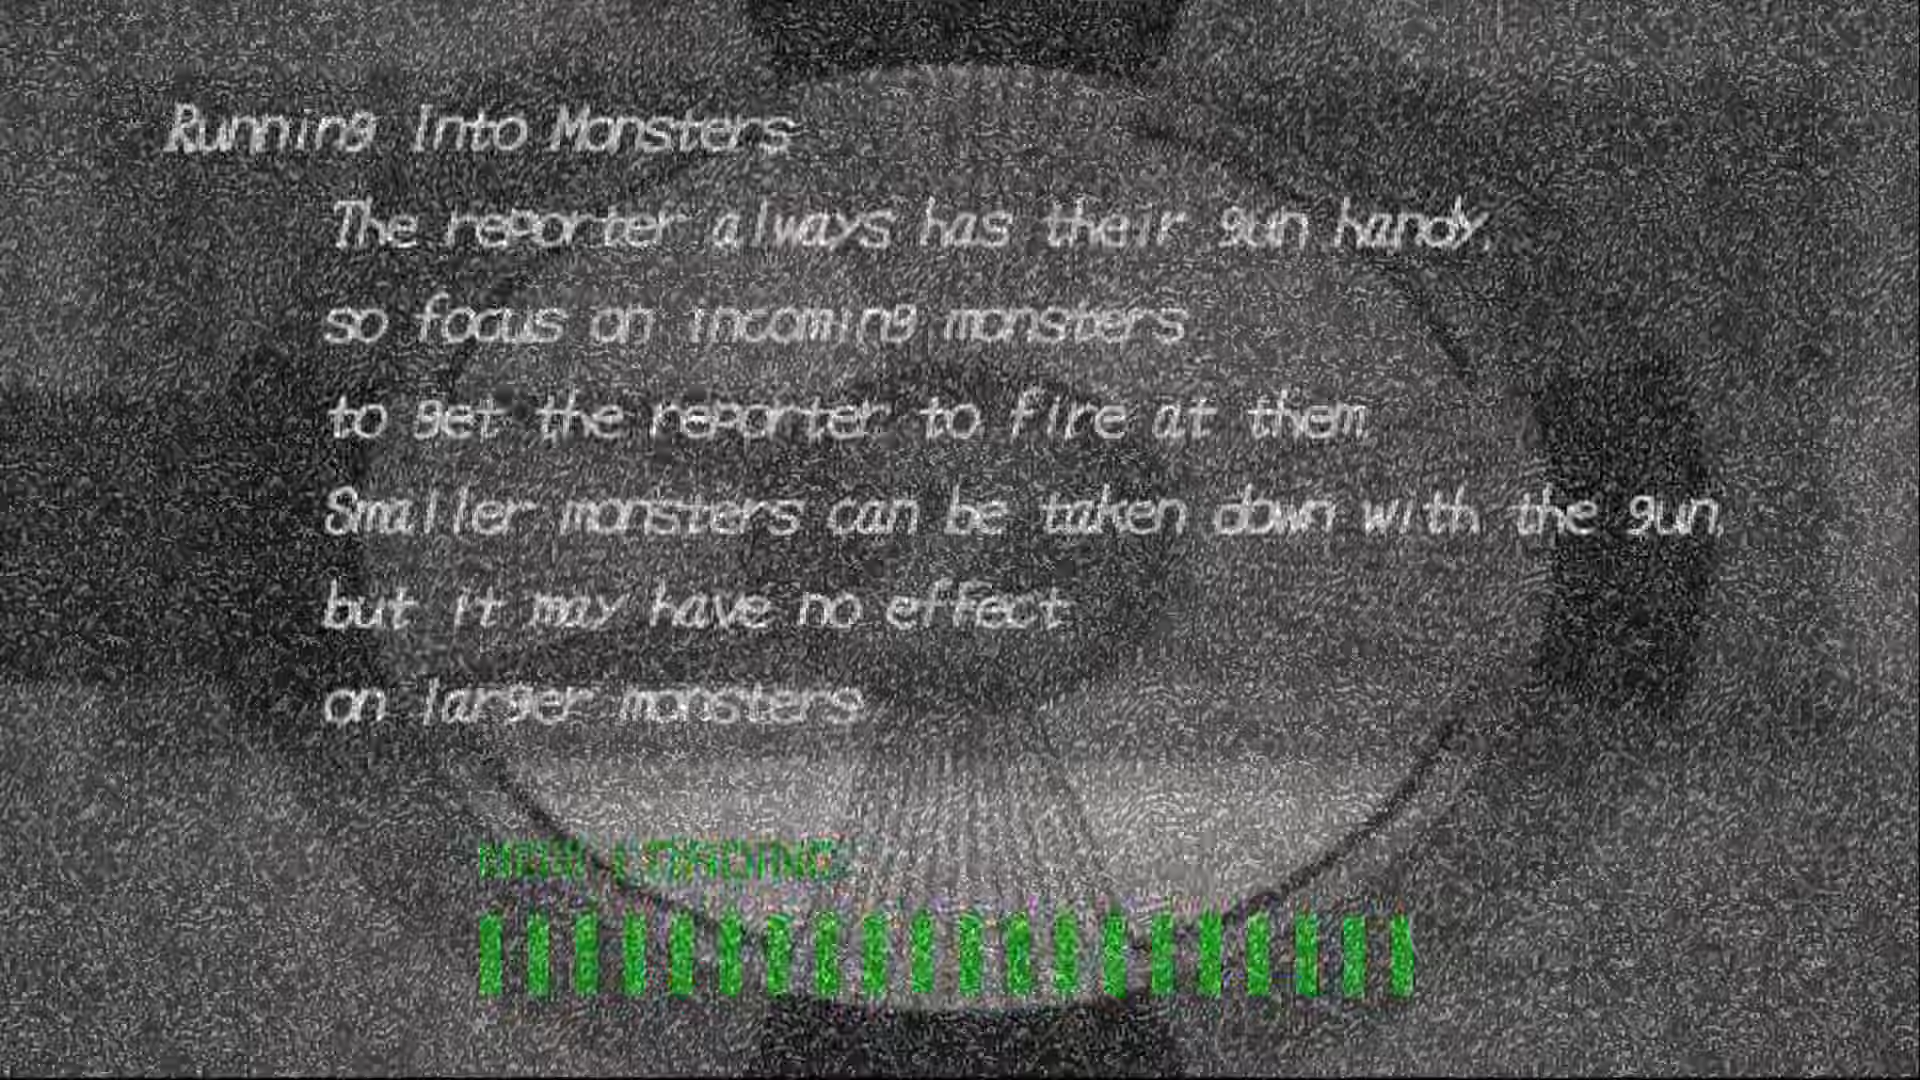 Running Into Monsters
The reporter always has their gun handy,
so focus on incoming monsters
to get the reporter to fire at them
Smaller monsters can be taken down with the gun,
but it may have no effect
on larger monsters
NOW LOADING